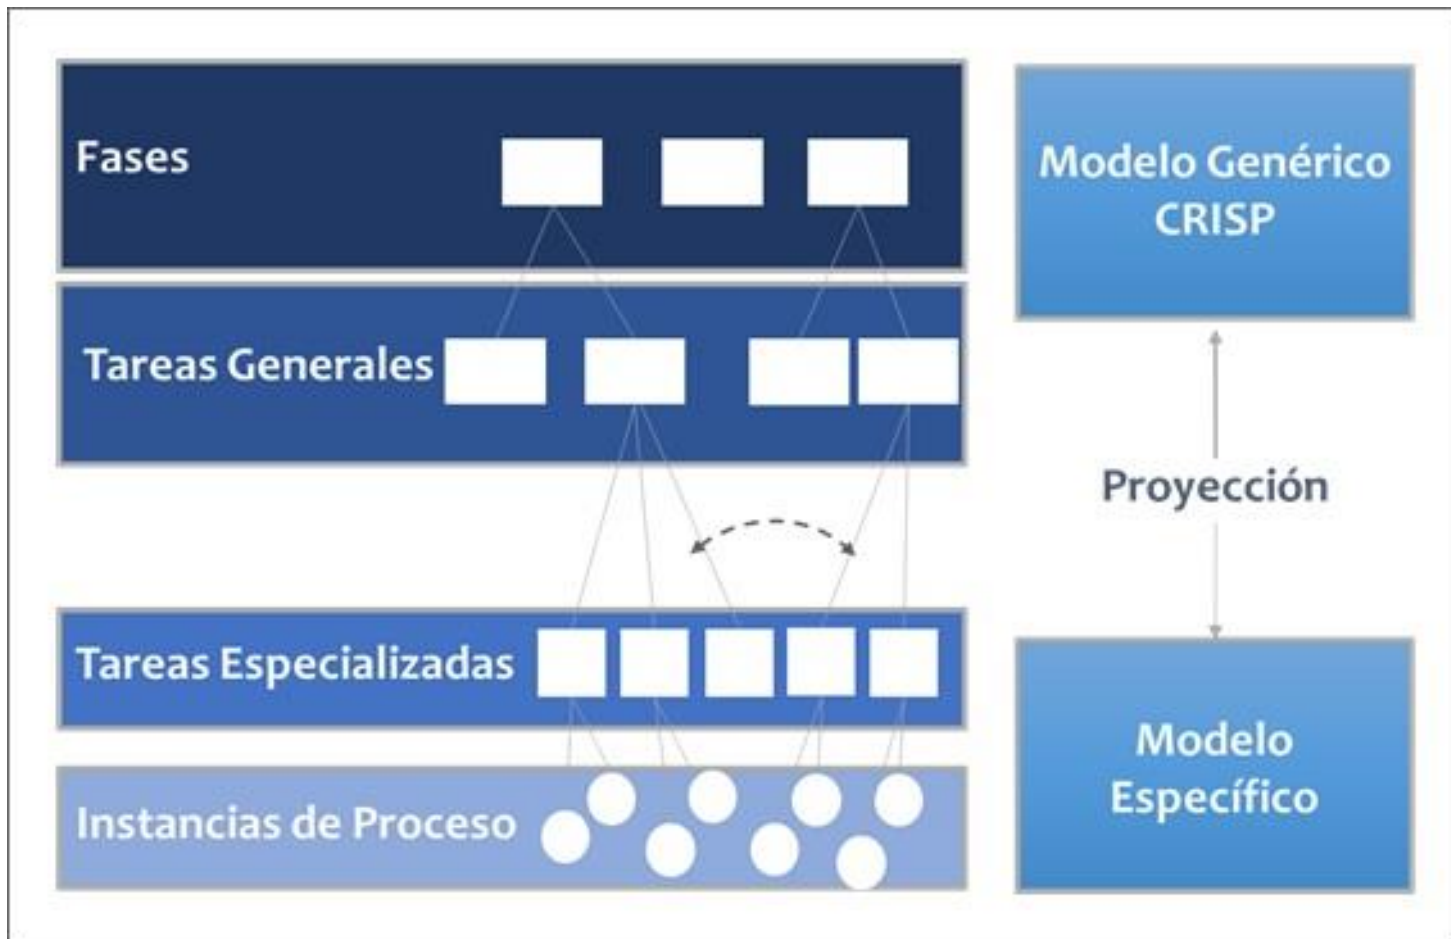 Fases
Modelo Genérico
CRISP
Tareas Generales
Proyección
Tareas Especializadas
Modelo
Específico
Instancias de Proceso